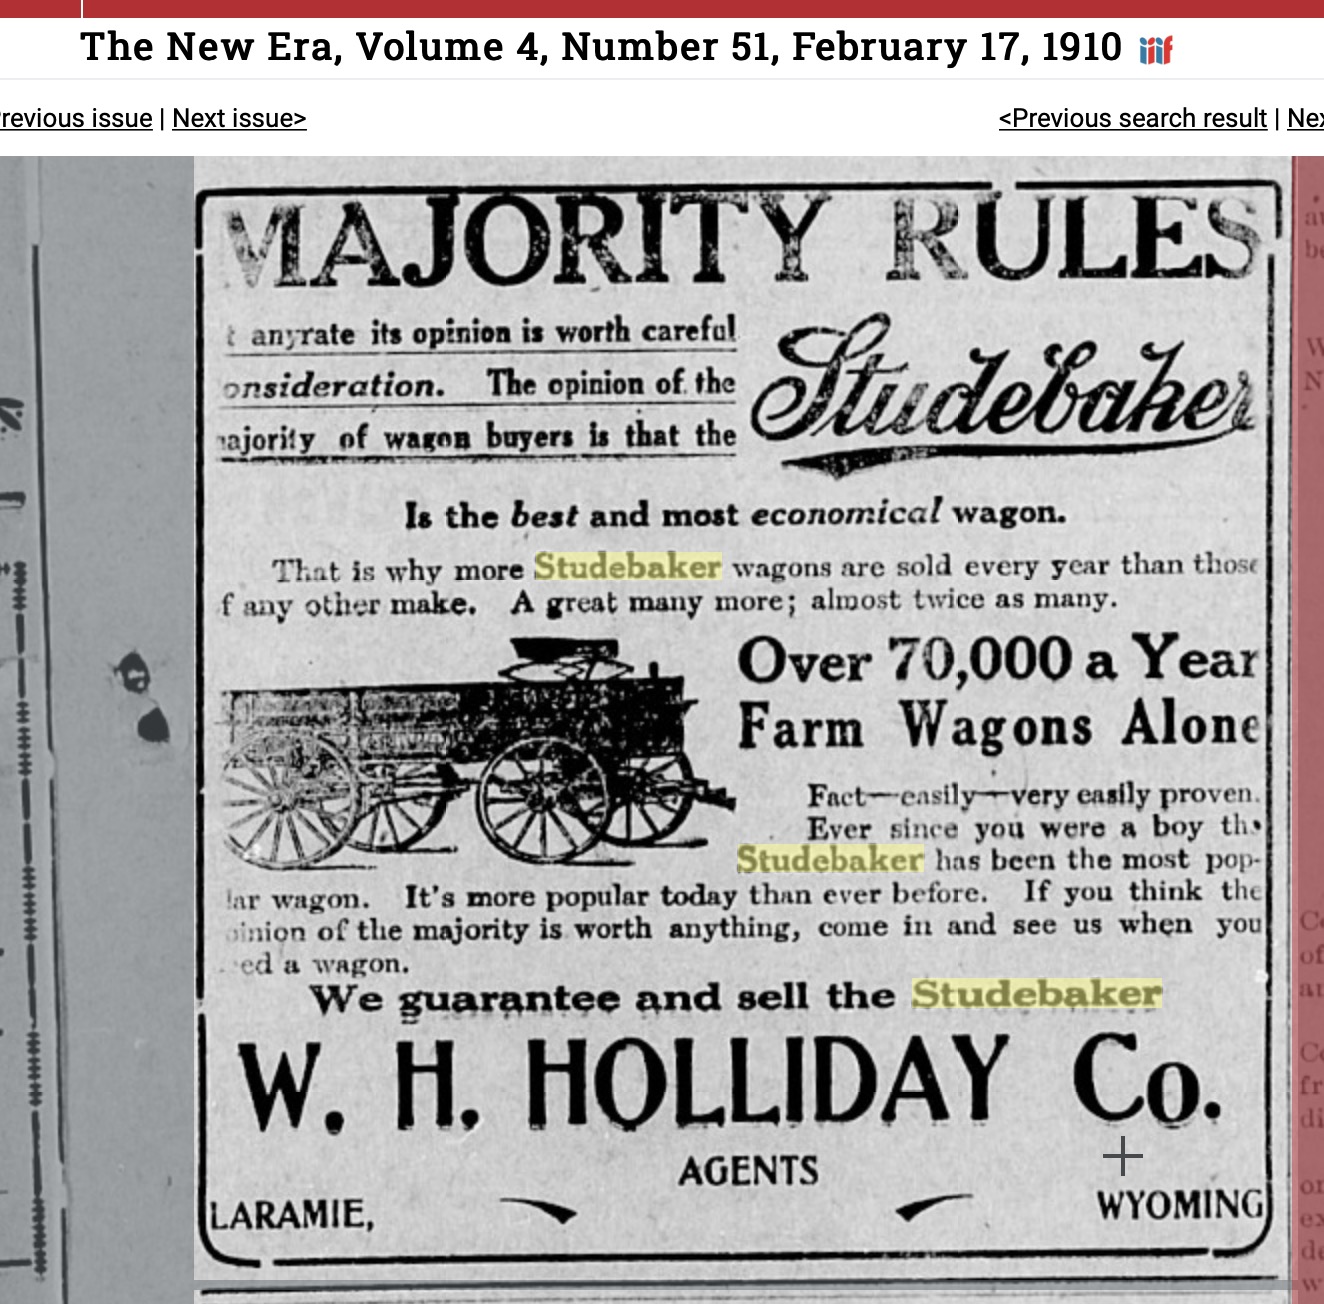 The New Era, Volume 4, Number 51, February 17, 1910 iiif
revious issue | Next issue> <Previous search result | Nex
MAJORITY RULES
t anyrate its opinion is worth careful
onsideration. The opinion of the
ajority of wagon buyers is that the
Studebaker
Is the best and most economical wagon.
That is why more Studebaker wagons are sold every year than those
f any other make. A great many more; almost twice as many.
Over 70,000 a Year
Farm Wagons Alone
Fact—easily—very easily proven.
Ever since you were a boy the
Studebaker has been the most pop-
lar wagon. It's more popular today than ever before. If you think the
inion of the majority is worth anything, come in and see us when you
ed a wagon.
We guarantee and sell the Studebaker
W. H. HOLLIDAY Co.
AGENTS
LARAMIE, WYOMING